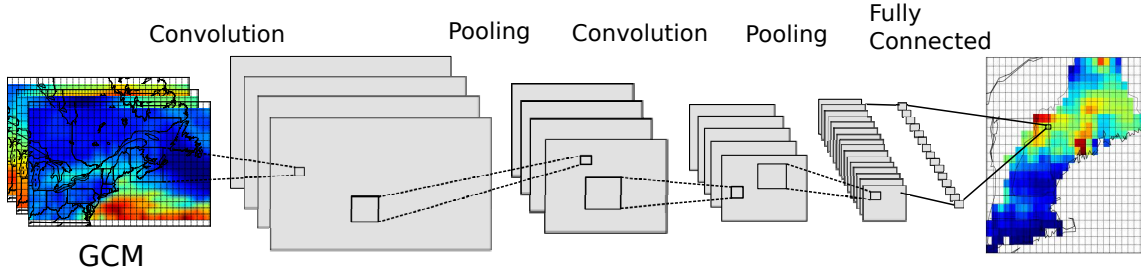 Convolution
Pooling
Convolution
Pooling
Fully
Connected
GCM